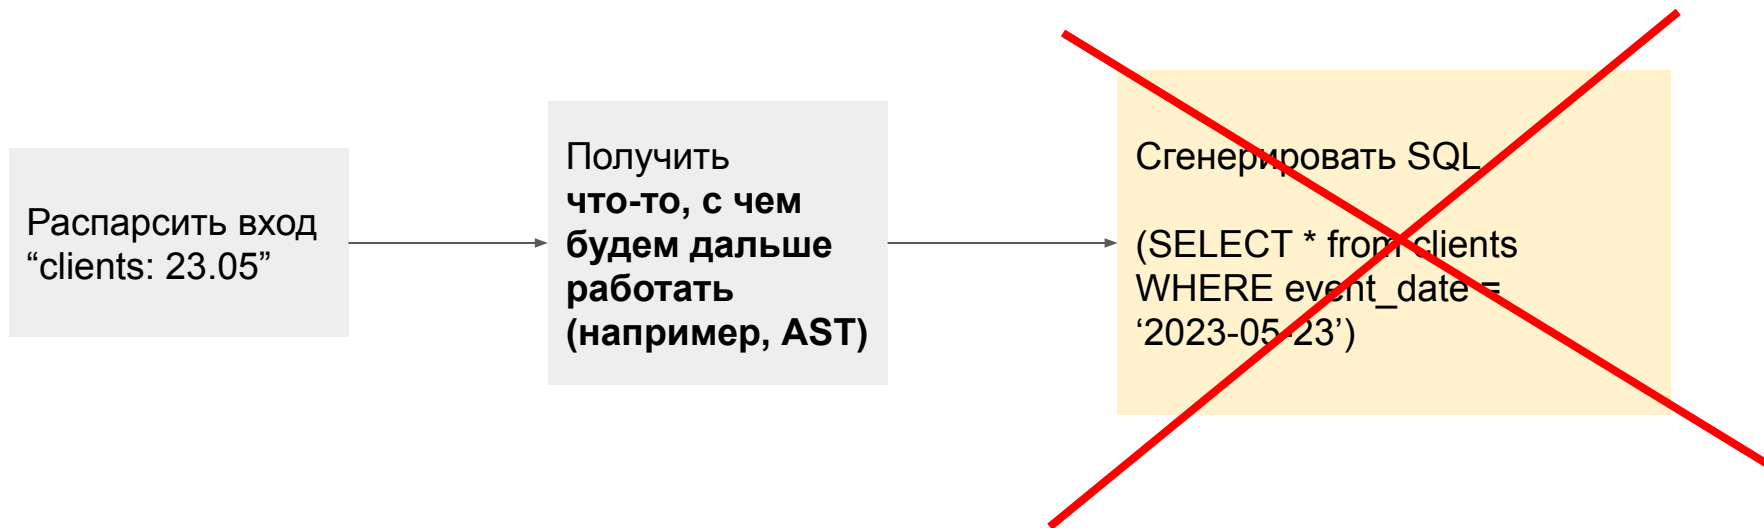 Распарсить вход
“clients: 23.05”
Получить
что-то, с чем
будем дальше
работать
(например, AST)
Сгенерировать SQL
(SELECT * from clients
WHERE event_date =
‘2023-05-23’)